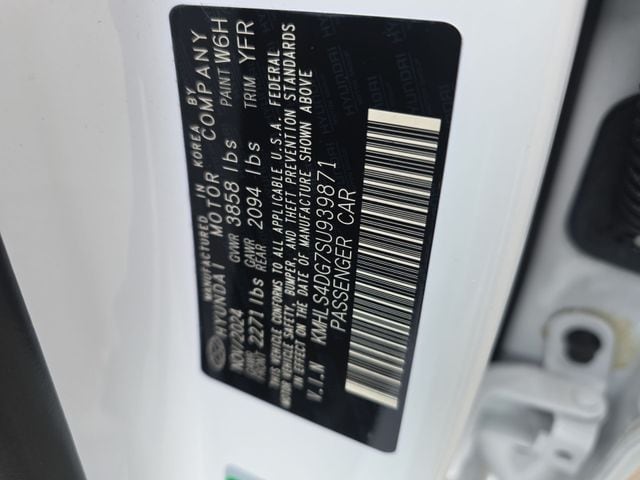 MANUFACTURED IN KOREA BY
HYUNDAI MOTOR COMPANY
2024 GVWR 3858 lbs PAINT W6H
2271 lbs GAWR REAR 2094 lbs TRIM YFR
THIS VEHICLE CONFORMS TO ALL APPLICABLE U.S.A. FEDERAL
MOTOR VEHICLE SAFETY, BUMPER, AND THEFT PREVENTION STANDARDS
IN EFFECT ON THE DATE OF MANUFACTURE SHOWN ABOVE
V.I.N KMHLS4DG7SU939871
PASSENGER CAR